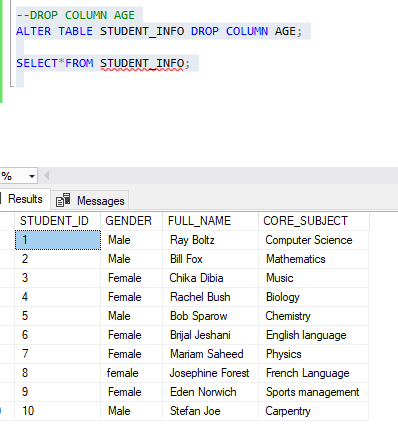 --DROP COLUMN AGE
ALTER TABLE STUDENT_INFO DROP COLUMN AGE;
SELECT*FROM STUDENT_INFO;
%
Results Messages
STUDENT_ID GENDER FULL_NAME CORE_SUBJECT
1 Male Ray Boltz Computer Science
2 Male Bill Fox Mathematics
3 Female Chika Dibia Music
4 Female Rachel Bush Biology
5 Male Bob Sparow Chemistry
6 Female Brijal Jeshani English language
7 Female Mariam Saheed Physics
8 female Josephine Forest French Language
9 Female Eden Norwich Sports management
10 Male Stefan Joe Carpentry